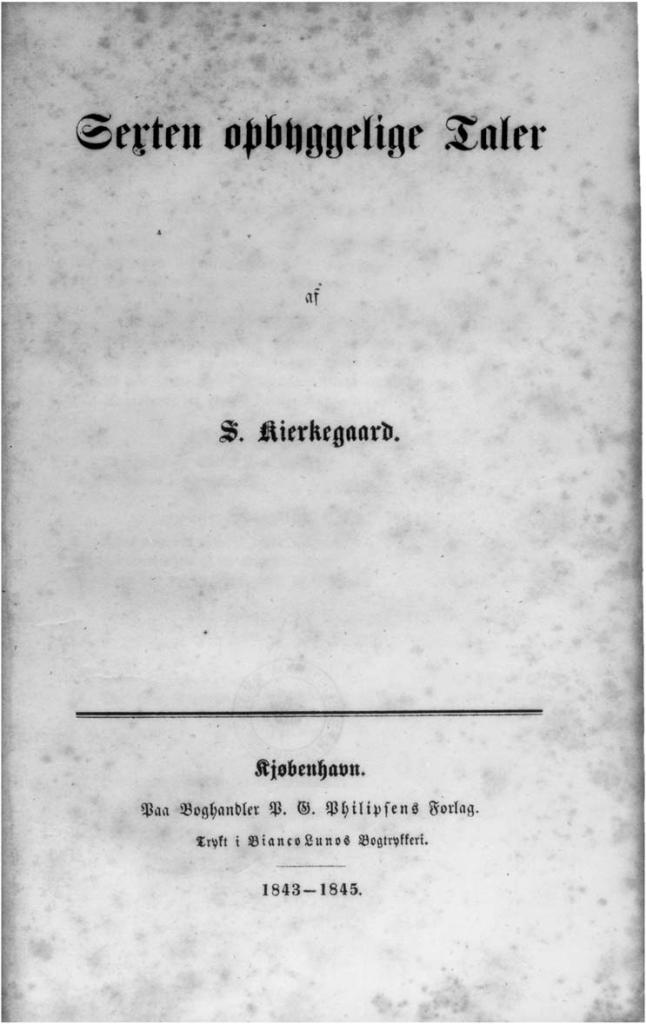 Sexten opbyggelige Taler
af
S. Kierkegaard.
Kjøbenhavn.
Paa Boghandler P. G. Philipsens Forlag.
Trykt i Bianco Lunos Bogtrykkeri.
1843–1845.